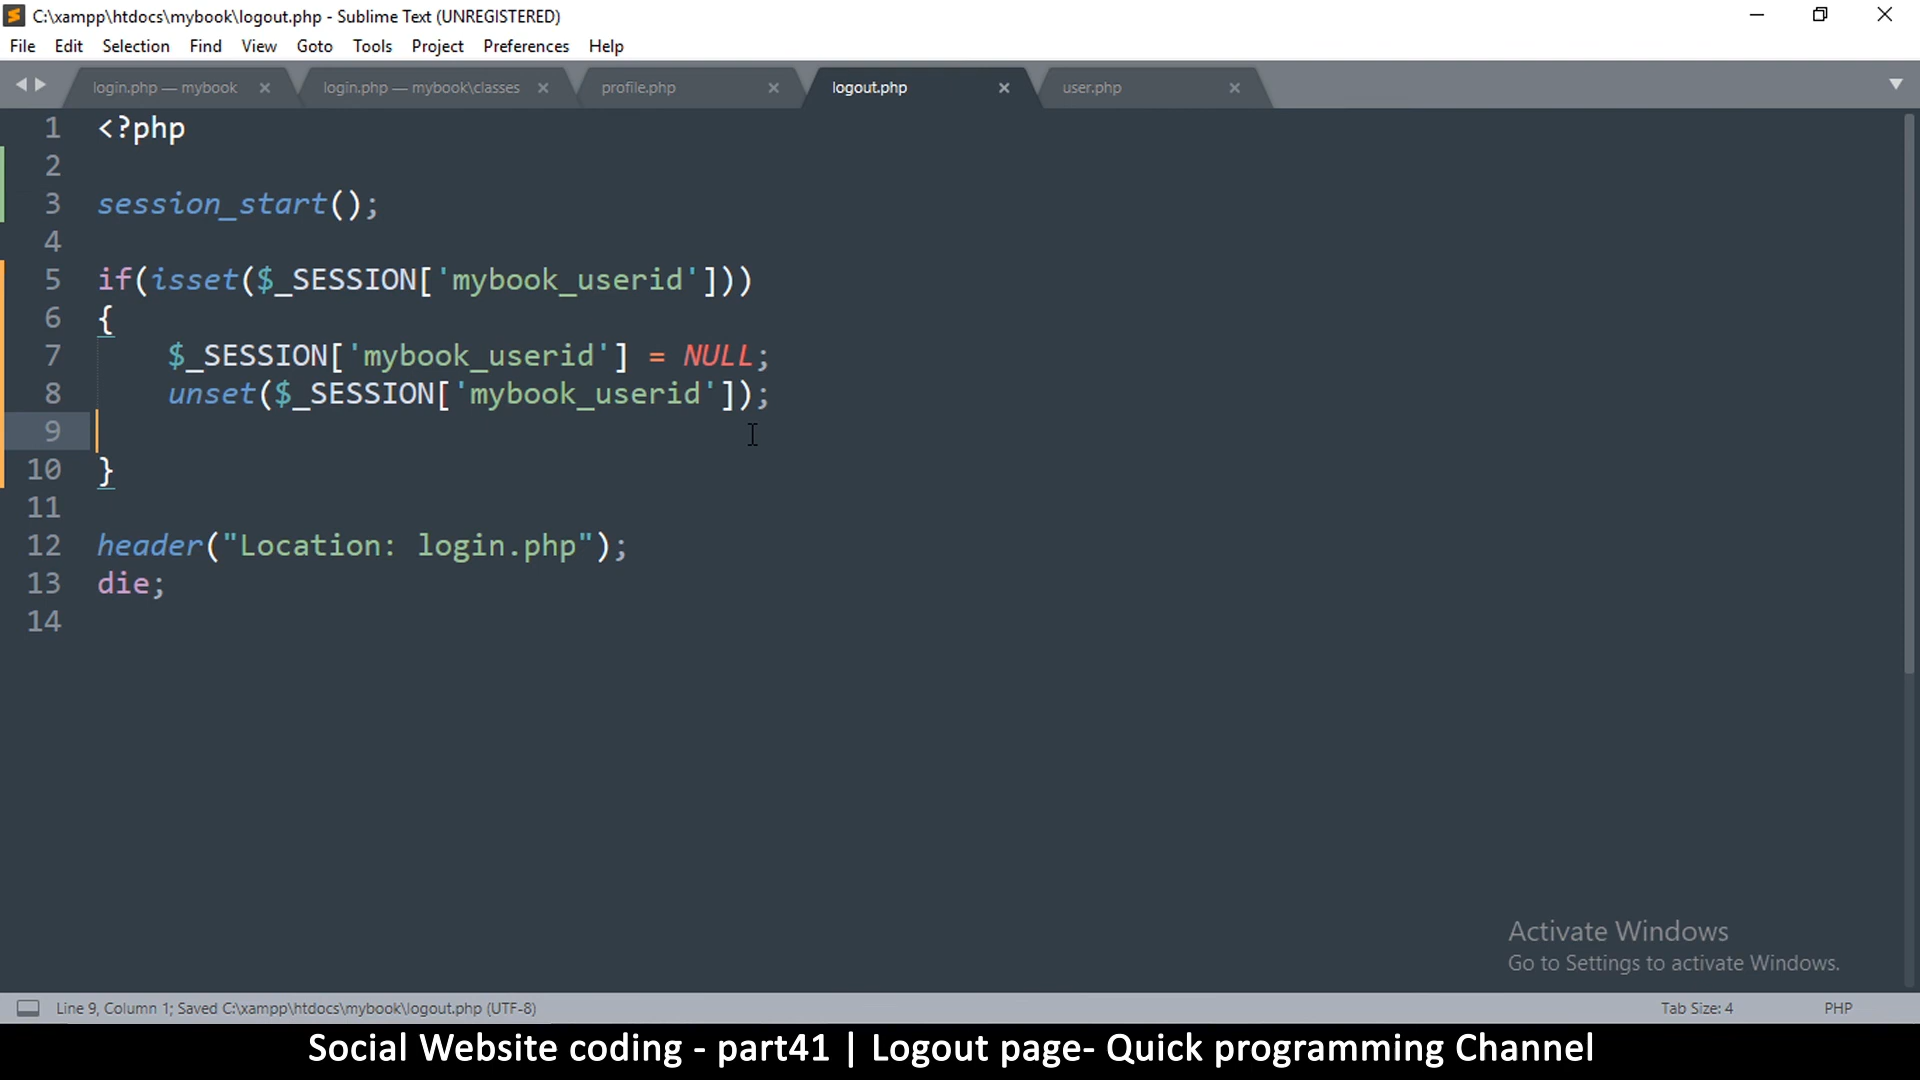 C:\xampp\htdocs\mybook\logout.php - Sublime Text (UNREGISTERED)
File Edit Selection Find View Goto Tools Project Preferences Help
login.php — mybook login.php — mybook\classes profile.php logout.php user.php
1 <?php
2
3 session_start();
4
5 if(isset($_SESSION['mybook_userid']))
6 {
7 $_SESSION['mybook_userid'] = NULL;
8 unset($_SESSION['mybook_userid']);
9
10 }
11
12 header("Location: login.php");
13 die;
14
Activate Windows
Go to Settings to activate Windows.
Line 9, Column 1; Saved C:\xampp\htdocs\mybook\logout.php (UTF-8) Tab Size: 4 PHP
Social Website coding - part41 | Logout page- Quick programming Channel